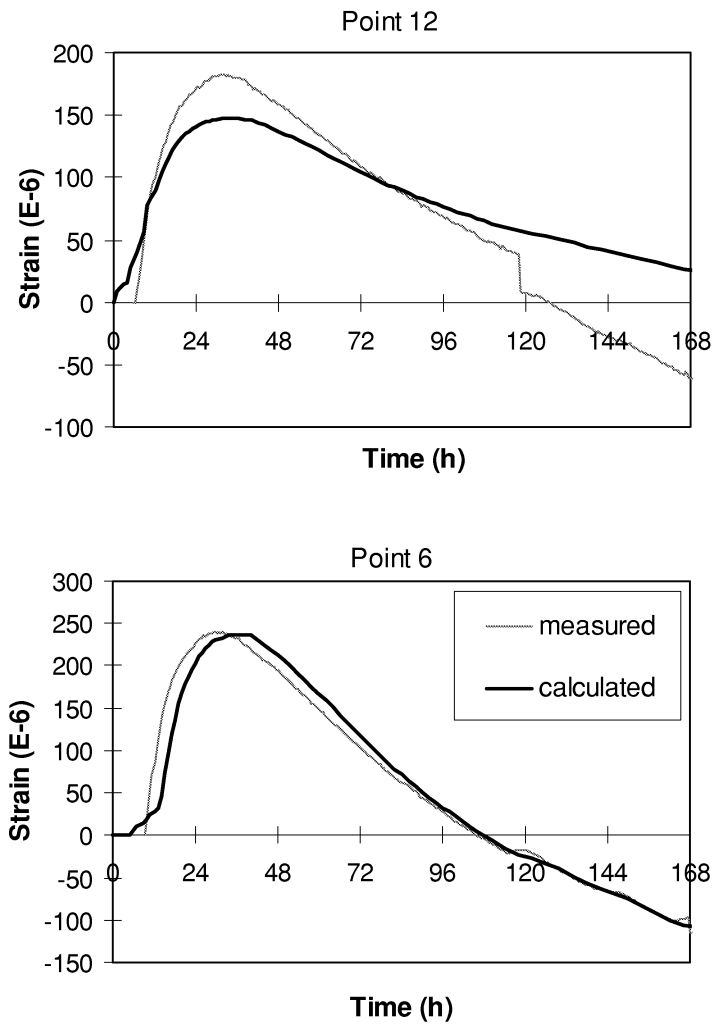 Point 12
200
150
100
50
0
-50
-100
0 24 48 72 96 120 144 168
Strain (E-6)
Time (h)
Point 6
300
250
200
150
100
50
0
-50
-100
-150
measured
calculated
0 24 48 72 96 120 144 168
Strain (E-6)
Time (h)